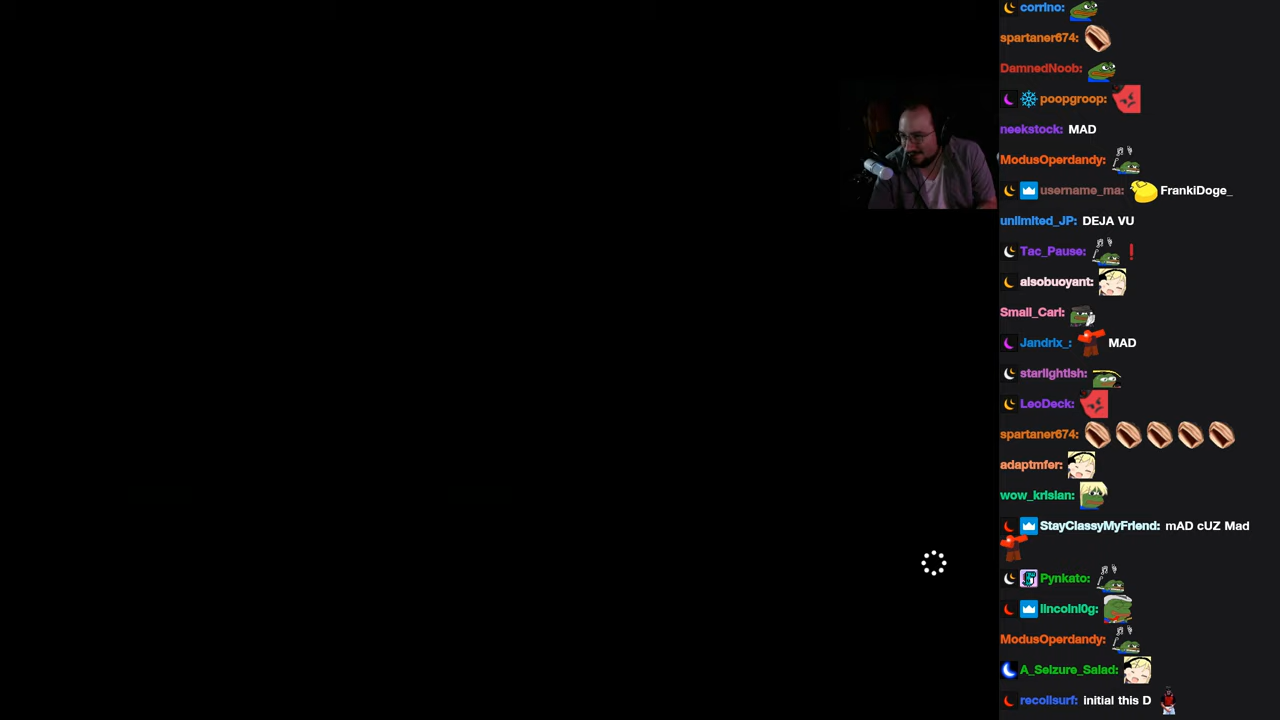 corrino:
spartaner674:
DamnedNoob:
poopgroop:
neekstock: MAD
ModusOperdandy:
username_ma: FrankiDoge_
unlimited_JP: DEJA VU
Tac_Pause:
alsobuoyant:
Small_Carl:
Jandrix_: MAD
starlightish:
LeoDeck:
spartaner674:
adaptmfer:
wow_krisian:
StayClassyMyFriend: mAD cUZ Mad
Pynkato:
lincolnl0g:
ModusOperdandy:
A_Seizure_Salad:
recoilsurf: initial this D